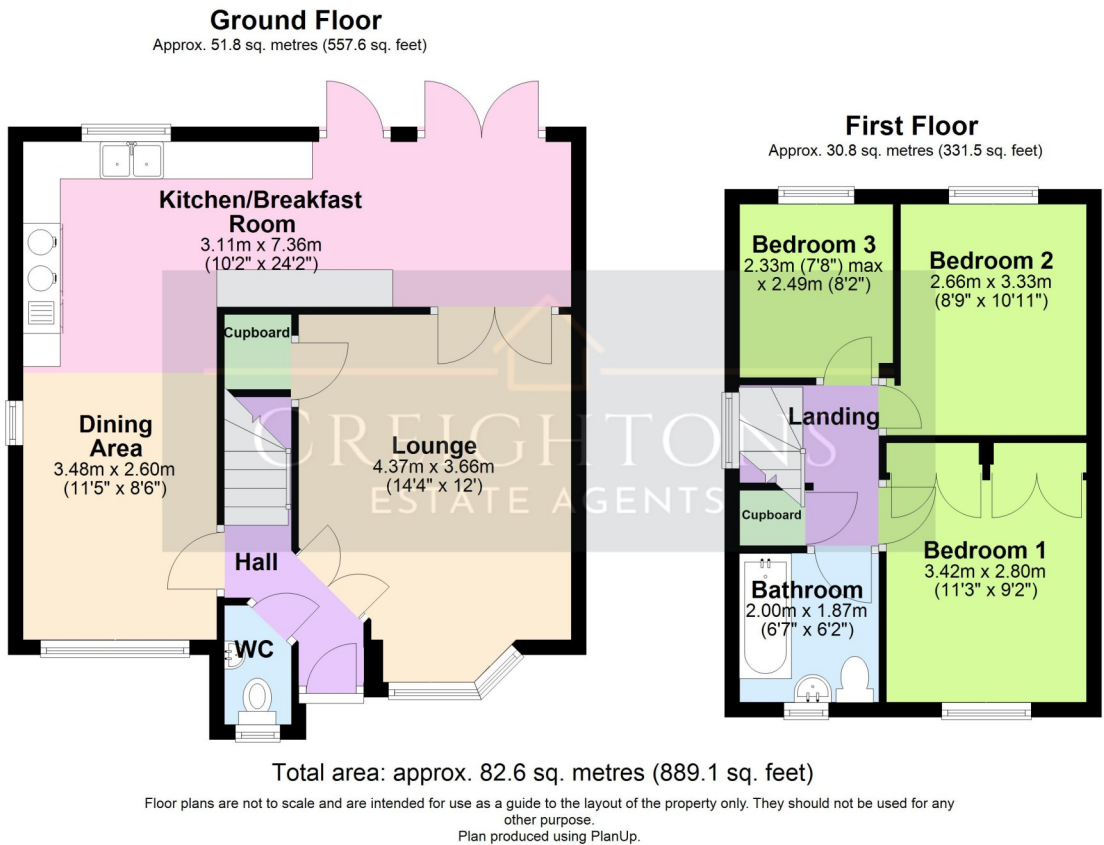 Ground Floor
Approx. 51.8 sq. metres (557.6 sq. feet)
Kitchen/Breakfast
Room
3.11m x 7.36m
(10'2" x 24'2")
Cupboard
Dining
Area
3.48m x 2.60m
(11'5" x 8'6")
Lounge
4.37m x 3.66m
(14'4" x 12')
Hall
WC
First Floor
Approx. 30.8 sq. metres (331.5 sq. feet)
Bedroom 3
2.33m (7'8") max
x 2.49m (8'2")
Bedroom 2
2.66m x 3.33m
(8'9" x 10'11")
Landing
Cupboard
Bedroom 1
3.42m x 2.80m
(11'3" x 9'2")
Bathroom
2.00m x 1.87m
(6'7" x 6'2")
CREIGHTONS
ESTATE AGENTS
Total area: approx. 82.6 sq. metres (889.1 sq. feet)
Floor plans are not to scale and are intended for use as a guide to the layout of the property only. They should not be used for any
other purpose.
Plan produced using PlanUp.